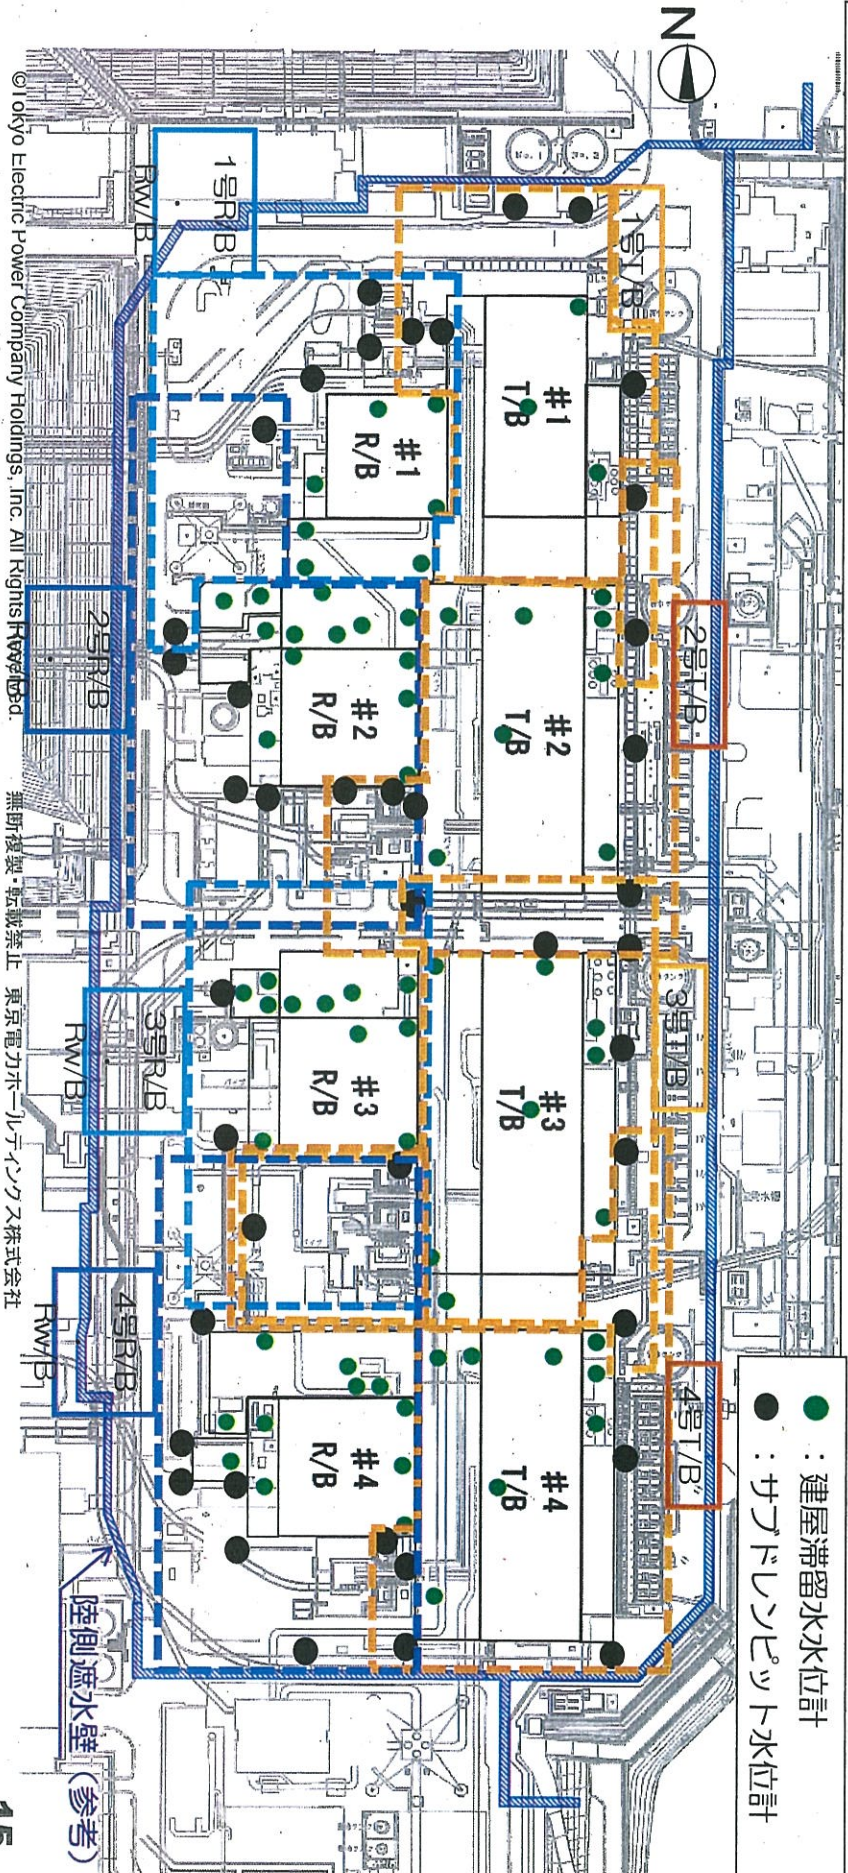 N
● : 建屋滞留水水位計
● : サブドレンピット水位計
1号T/B
2号T/B
3号T/B
4号T/B
#1
T/B
#2
T/B
#3
T/B
#4
T/B
#1
R/B
#2
R/B
#3
R/B
#4
R/B
1号R/B
Rw/B
2号R/B
3号R/B
Rw/B
4号R/B
Rw/B
陸側遮水壁（参考）
©Tokyo Electric Power Company Holdings, Inc. All Rights Reserved.
無断複製・転載禁止 東京電力ホールディングス株式会社
15